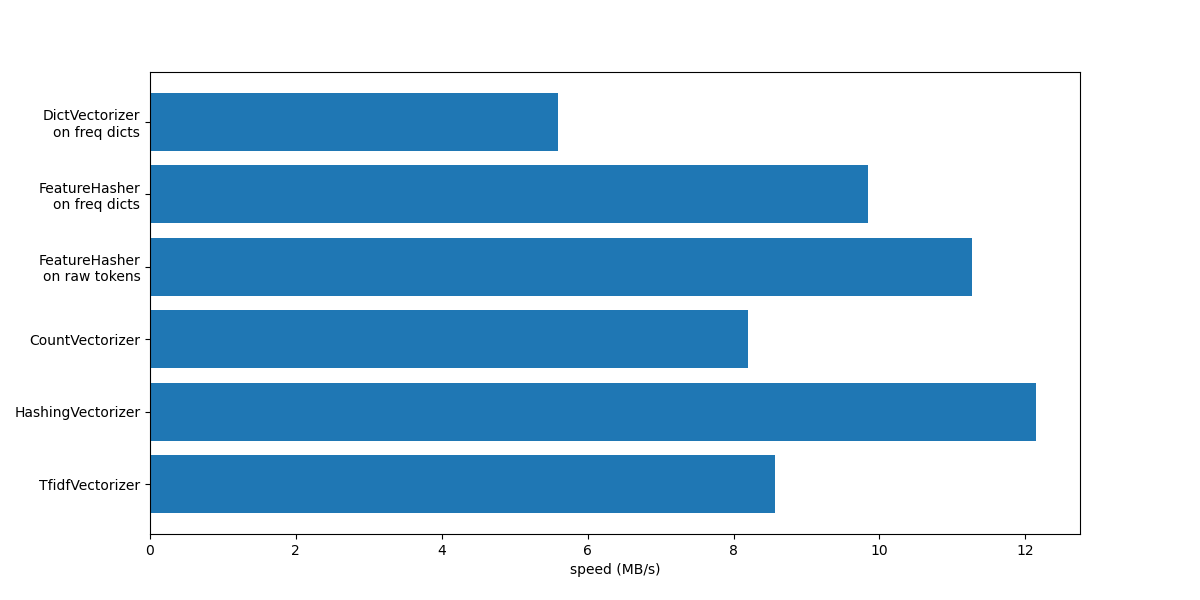 DictVectorizer
on freq dicts
FeatureHasher
on freq dicts
FeatureHasher
on raw tokens
CountVectorizer
HashingVectorizer
TfidfVectorizer
0 2 4 6 8 10 12
speed (MB/s)